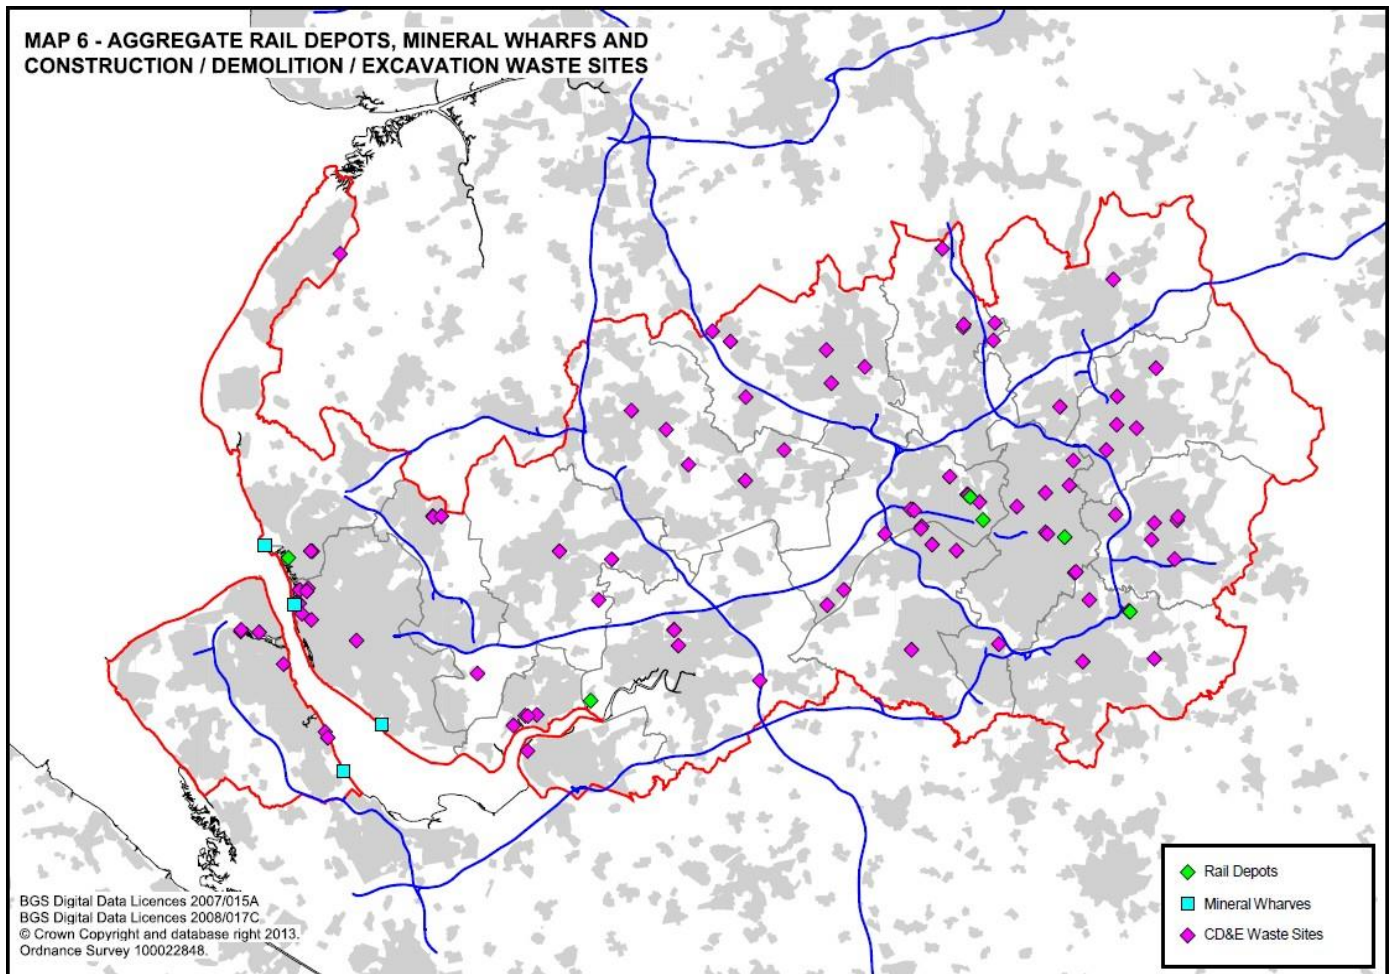 MAP 6 - AGGREGATE RAIL DEPOTS, MINERAL WHARFS AND
CONSTRUCTION / DEMOLITION / EXCAVATION WASTE SITES
Rail Depots
Mineral Wharves
CD&E Waste Sites
BGS Digital Data Licences 2007/015A
BGS Digital Data Licences 2008/017C
© Crown Copyright and database right 2013.
Ordnance Survey 100022848.